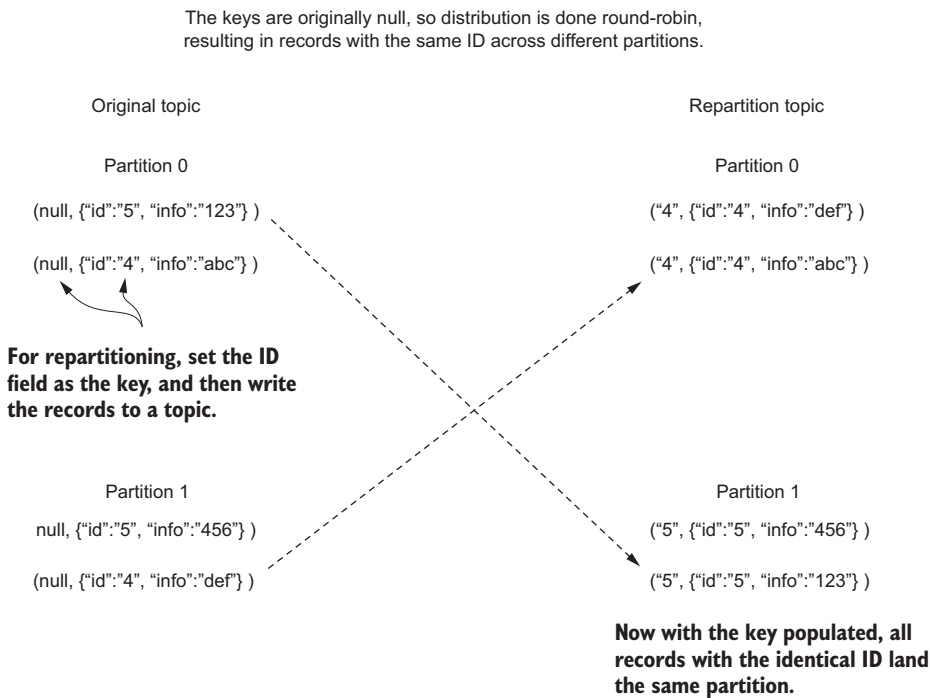 The keys are originally null, so distribution is done round-robin,
resulting in records with the same ID across different partitions.
Original topic
Repartition topic
Partition 0
Partition 0
(null, {“id”:”5”, “info”:”123”} )
(“4”, {“id”:”4”, “info”:”def”} )
(null, {“id”:”4”, “info”:”abc”} )
(“4”, {“id”:”4”, “info”:”abc”} )
For repartitioning, set the ID
field as the key, and then write
the records to a topic.
Partition 1
Partition 1
null, {“id”:”5”, “info”:”456”} )
(“5”, {“id”:”5”, “info”:”456”} )
(null, {“id”:”4”, “info”:”def”} )
(“5”, {“id”:”5”, “info”:”123”} )
Now with the key populated, all
records with the identical ID land
the same partition.